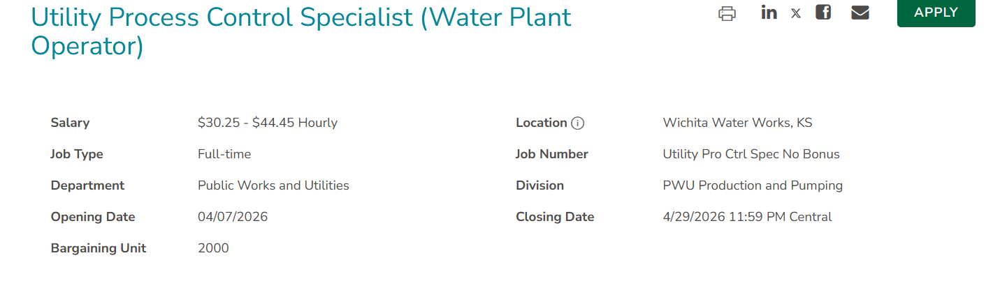 Utility Process Control Specialist (Water Plant
Operator)
APPLY
Salary $30.25 - $44.45 Hourly
Location Wichita Water Works, KS
Job Type Full-time
Job Number Utility Pro Ctrl Spec No Bonus
Department Public Works and Utilities
Division PWU Production and Pumping
Opening Date 04/07/2026
Closing Date 4/29/2026 11:59 PM Central
Bargaining Unit 2000